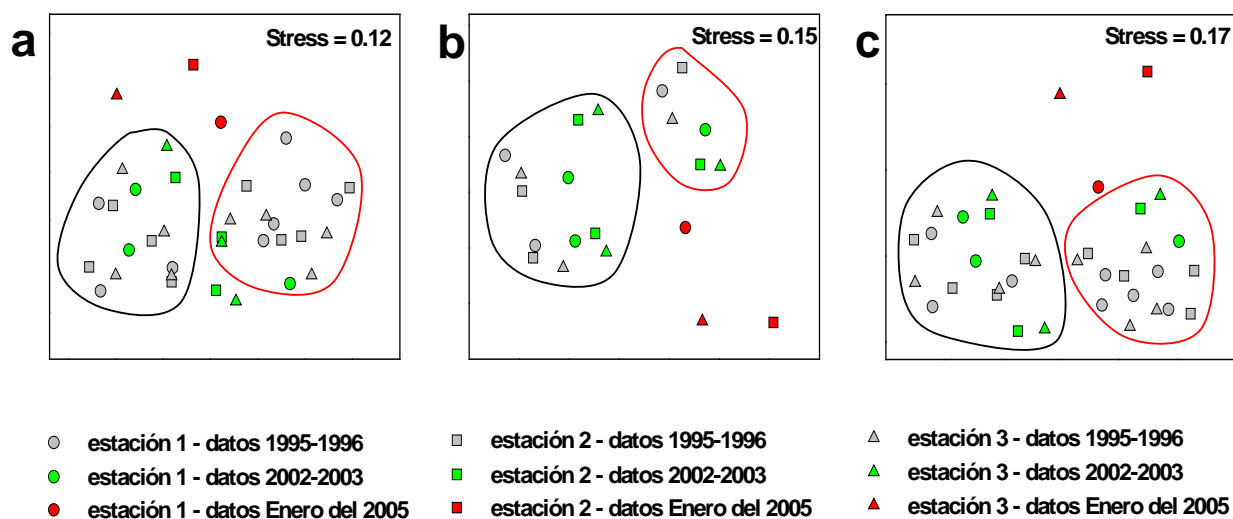 a
Stress = 0.12
b
Stress = 0.15
c
Stress = 0.17
estación 1 - datos 1995-1996
estación 2 - datos 1995-1996
estación 3 - datos 1995-1996
estación 1 - datos 2002-2003
estación 2 - datos 2002-2003
estación 3 - datos 2002-2003
estación 1 - datos Enero del 2005
estación 2 - datos Enero del 2005
estación 3 - datos Enero del 2005